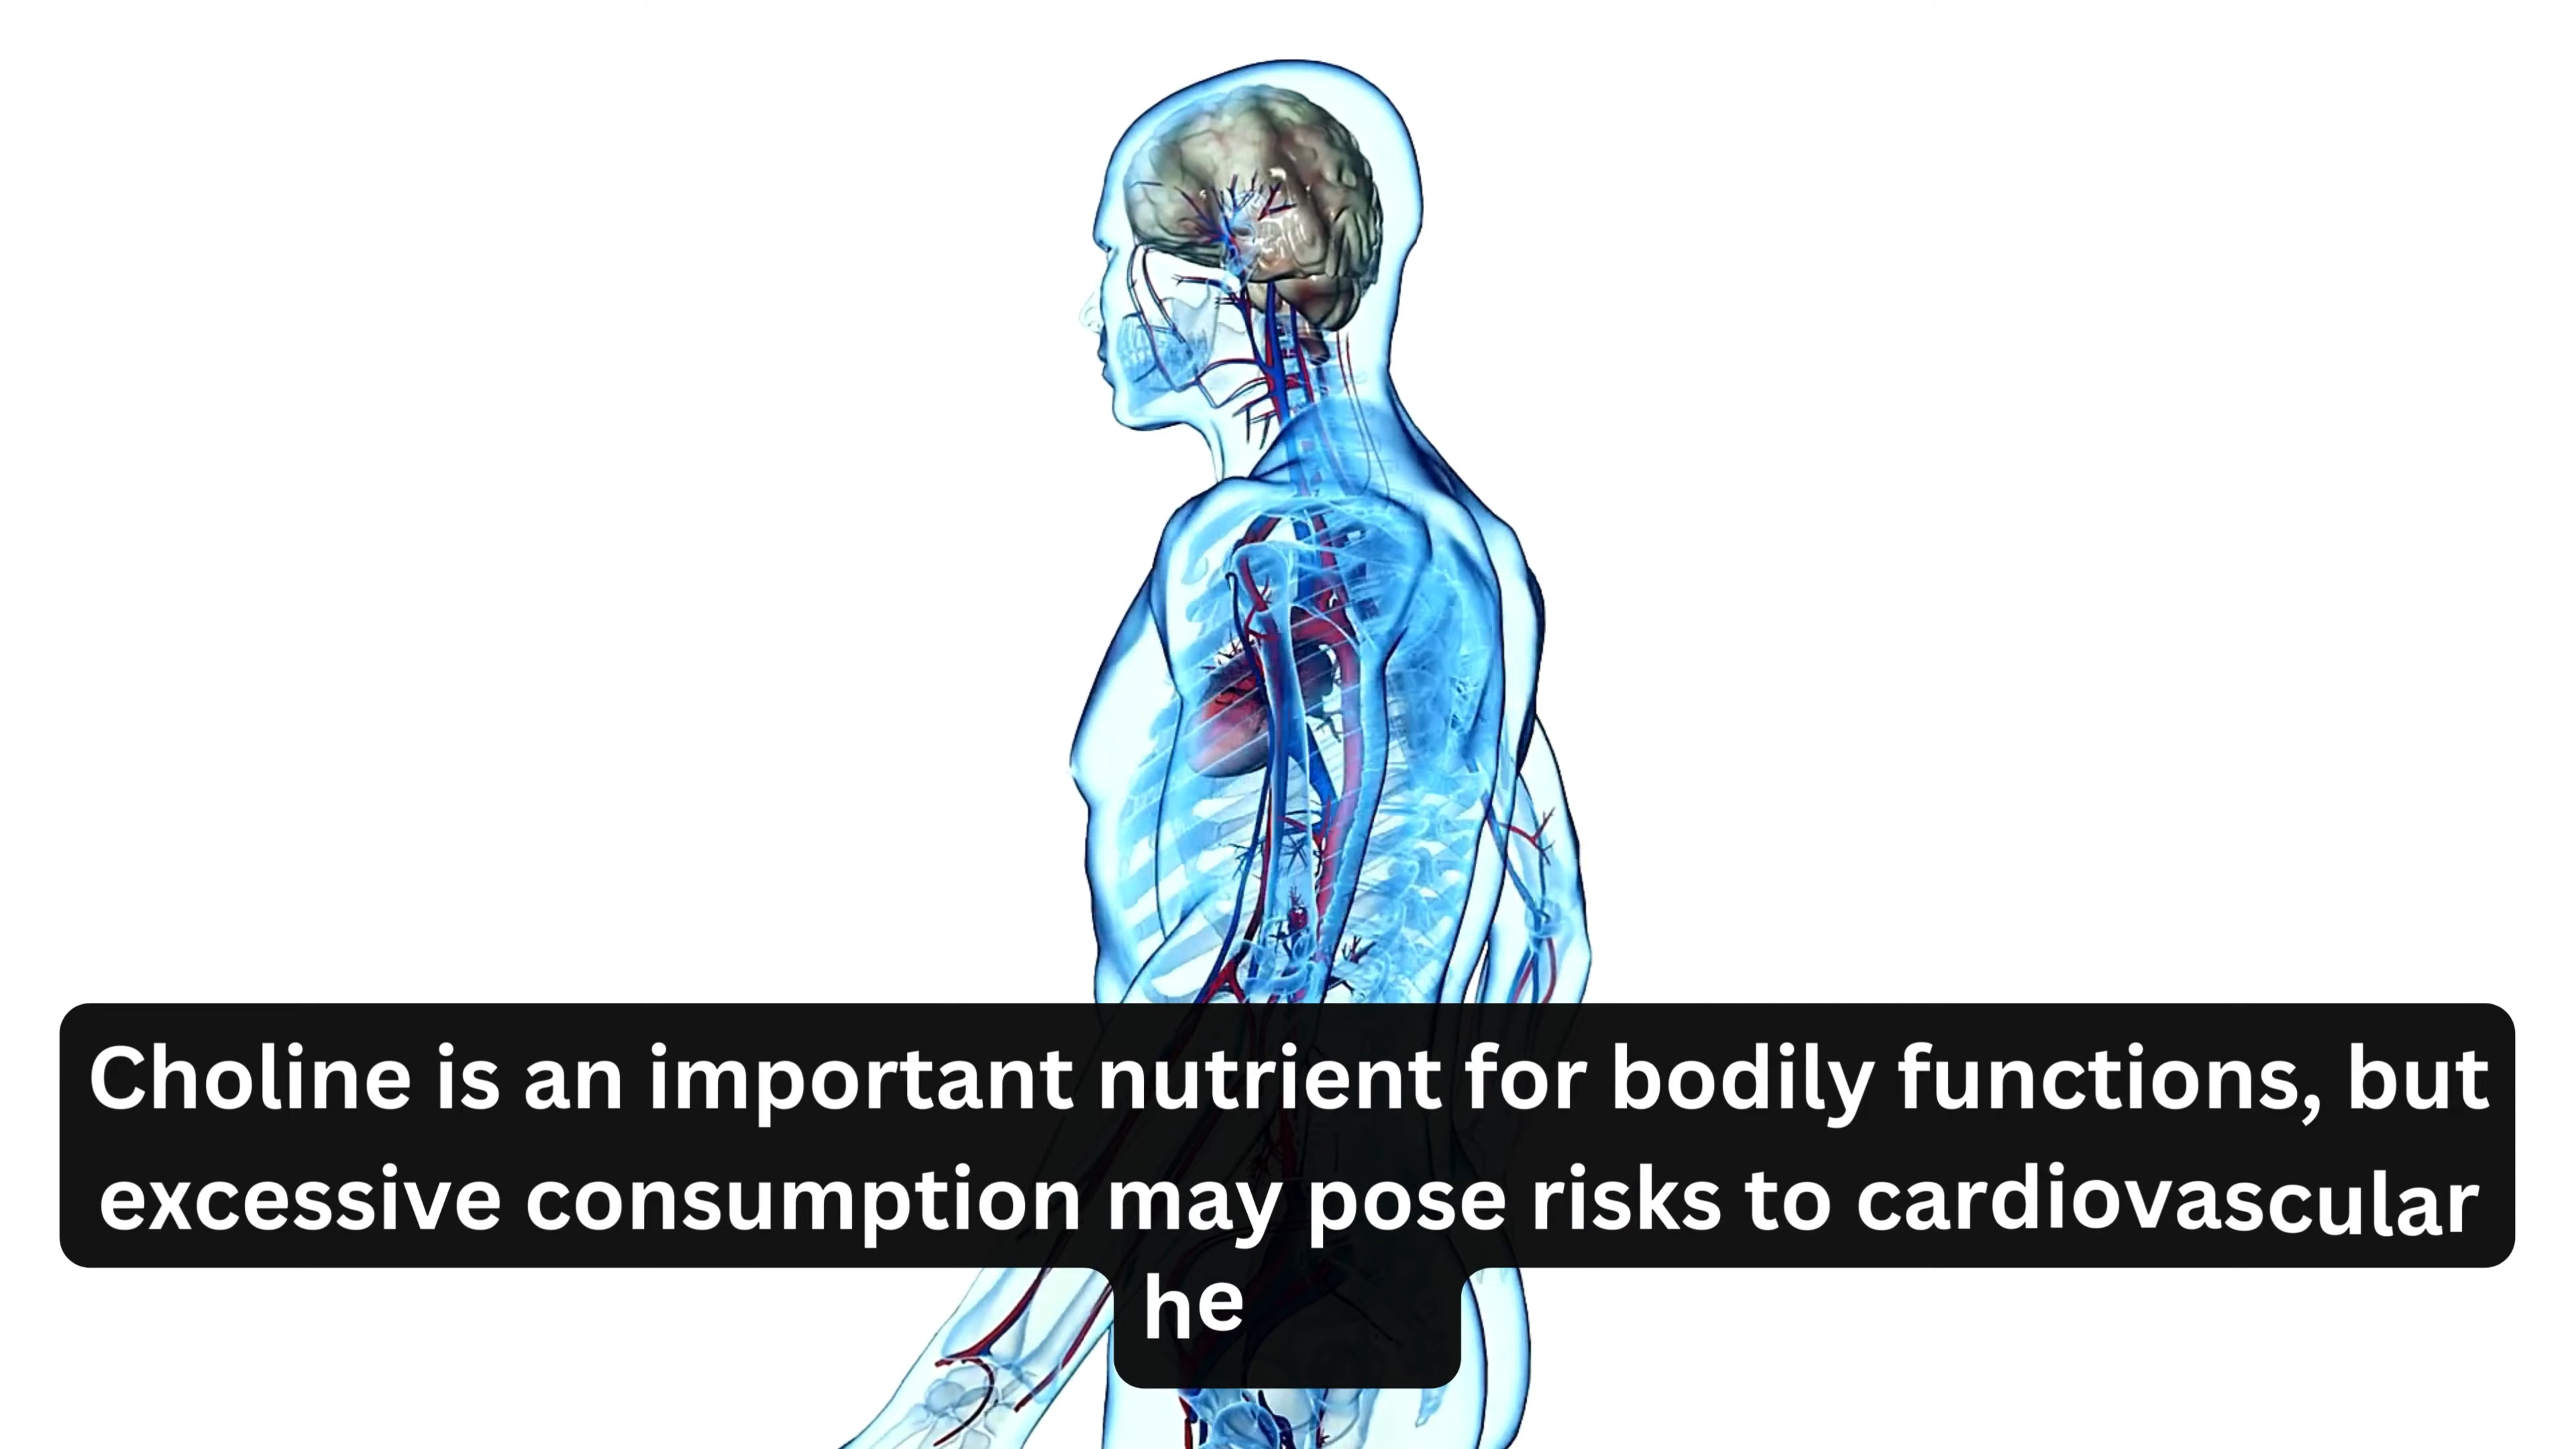 Choline is an important nutrient for bodily functions, but
excessive consumption may pose risks to cardiovascular
he